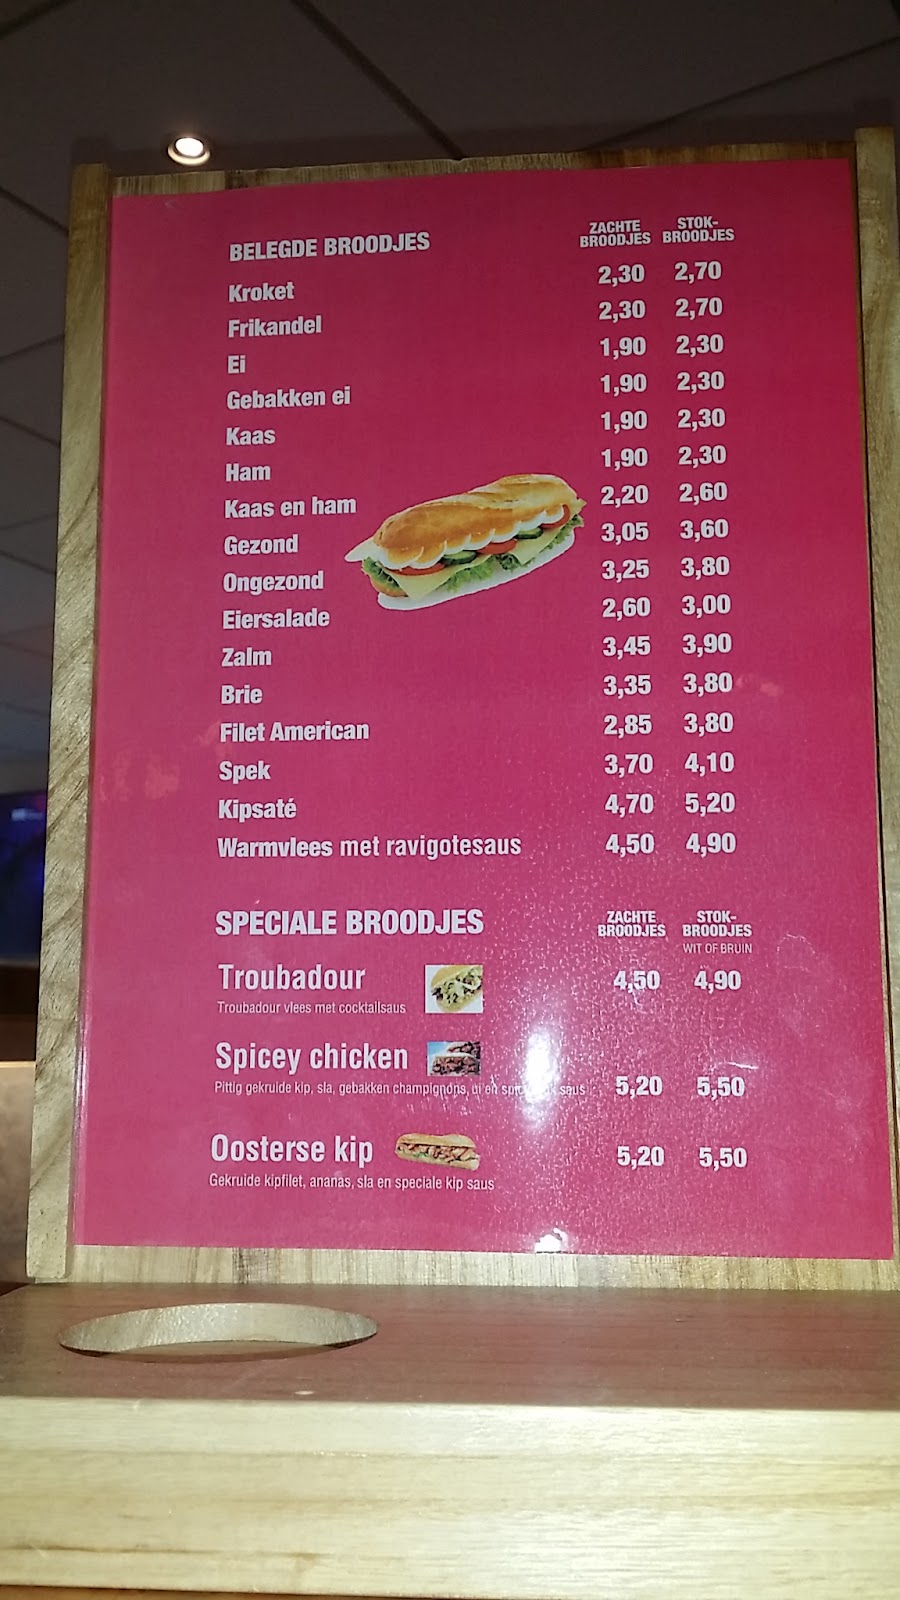 BELEGDE BROODJES ZACHTE BROODJES STOK-BROODJES
Kroket 2,30 2,70
Frikandel 2,30 2,70
Ei 1,90 2,30
Gebakken ei 1,90 2,30
Kaas 1,90 2,30
Ham 1,90 2,30
Kaas en ham 2,20 2,60
Gezond 3,05 3,60
Ongezond 3,25 3,80
Eiersalade 2,60 3,00
Zalm 3,45 3,90
Brie 3,35 3,80
Filet American 2,85 3,80
Spek 3,70 4,10
Kipsaté 4,70 5,20
Warmvlees met ravigotesaus 4,50 4,90
SPECIALE BROODJES ZACHTE BROODJES STOK-BROODJES
WIT OF BRUIN
Troubadour 4,50 4,90
Troubadour vlees met cocktailsaus
Spicey chicken
Pittig gekruide kip, sla, gebakken champignons, ui en saus 5,20 5,50
Oosterse kip 5,20 5,50
Gekruide kipfilet, ananas, sla en speciale kip saus